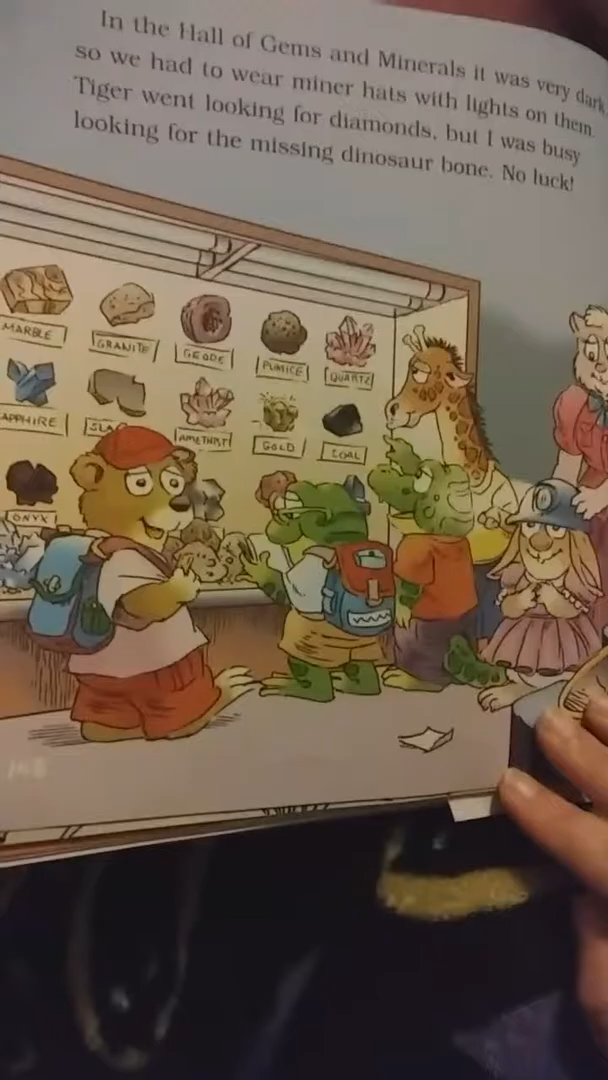 In the Hall of Gems and Minerals it was very dark,
so we had to wear miner hats with lights on them.
Tiger went looking for diamonds, but I was busy
looking for the missing dinosaur bone. No luck!
MARBLE
GRANITE
GEODE
PUMICE
QUARTZ
APPHIRE
SLA
AMETHYST
GOLD
COAL
ONYX